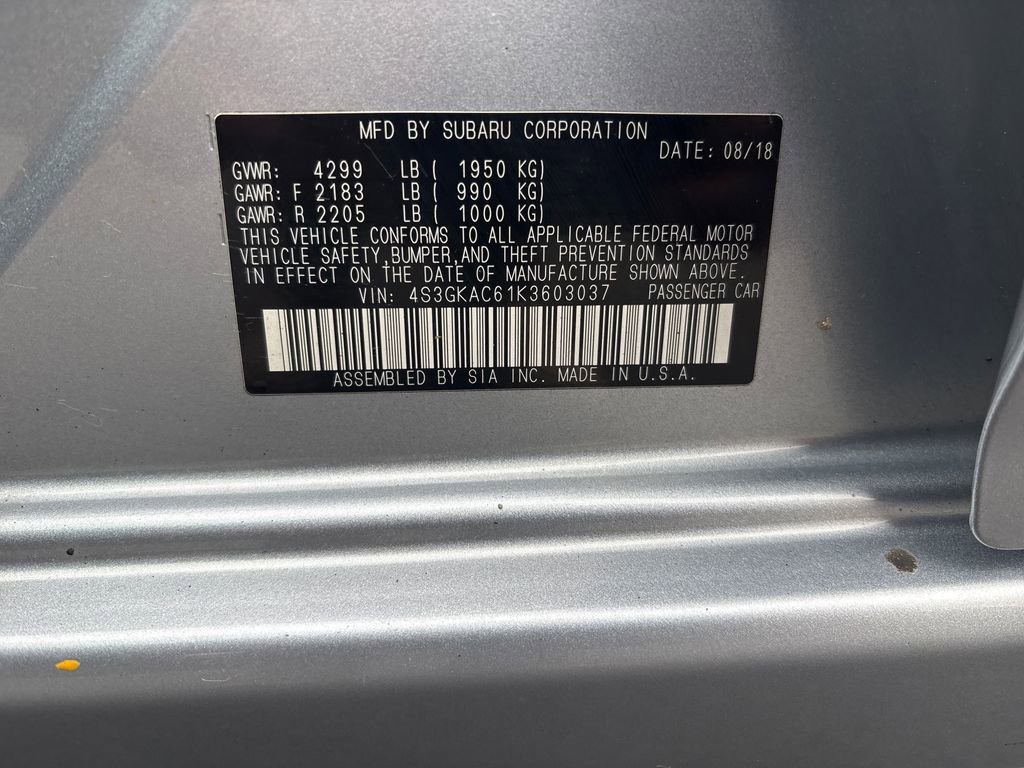 MFD BY SUBARU CORPORATION
DATE: 08/18
GVWR: 4299 LB ( 1950 KG)
GAWR: F 2183 LB ( 990 KG)
GAWR: R 2205 LB ( 1000 KG)
THIS VEHICLE CONFORMS TO ALL APPLICABLE FEDERAL MOTOR
VEHICLE SAFETY,BUMPER,AND THEFT PREVENTION STANDARDS
IN EFFECT ON THE DATE OF MANUFACTURE SHOWN ABOVE.
VIN: 4S3GKAC61K3603037 PASSENGER CAR
ASSEMBLED BY SIA INC. MADE IN U.S.A.